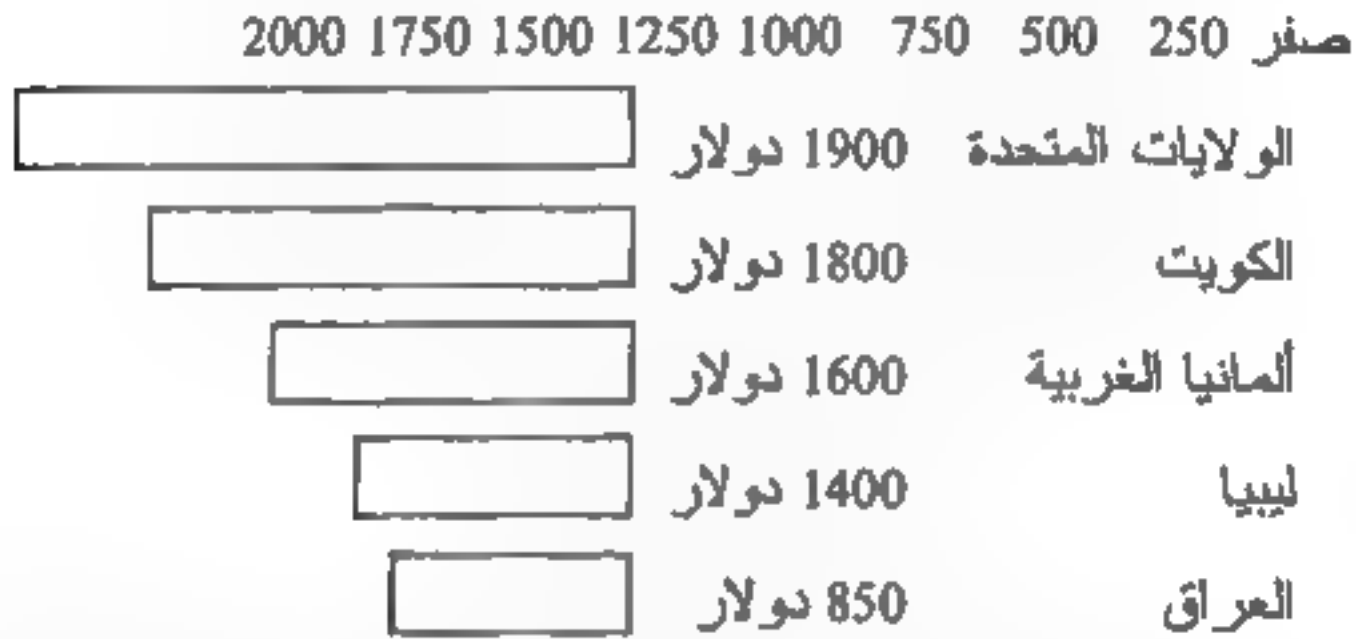 صفر 250 500 750 1000 1250 1500 1750 2000
الولايات المتحدة 1900 دولار
الكويت 1800 دولار
ألمانيا الغربية 1600 دولار
ليبيا 1400 دولار
العراق 850 دولار